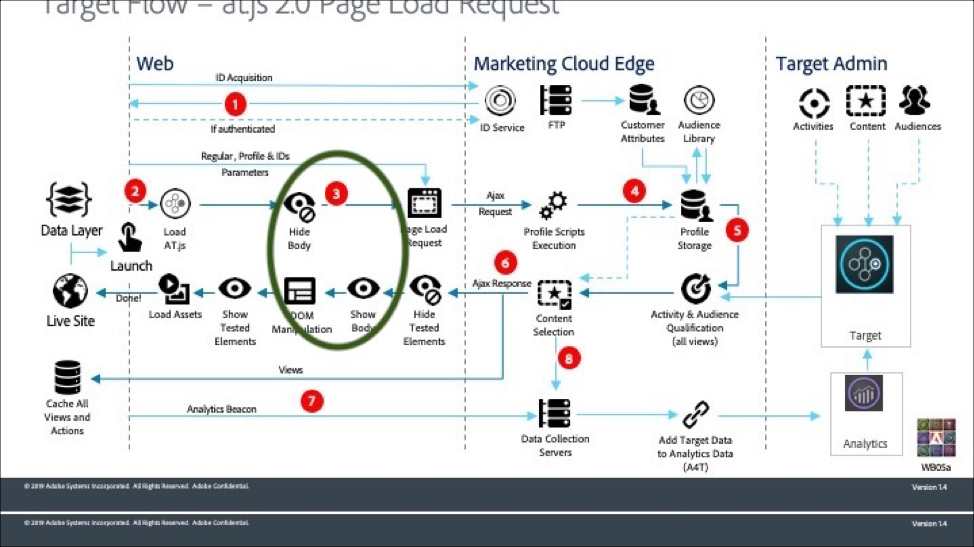 Target Flow – at.js 2.0 Page Load Request
Web
Marketing Cloud Edge
Target Admin
ID Acquisition
1
If authenticated
ID Service
FTP
Customer
Attributes
Audience
Library
Activities
Content
Audiences
Regular, Profile & IDs
Parameters
2
3
4
5
Data Layer
Launch
Load
AT.js
Hide
Body
Page Load
Request
Ajax
Request
Profile Scripts
Execution
Profile
Storage
6
Ajax Response
Live Site
Done!
Load Assets
Show
Tested
Elements
DOM
Manipulation
Show
Body
Hide
Tested
Elements
Content
Selection
Activity & Audience
Qualification
(all views)
Target
8
Views
Cache All
Views and
Actions
7
Analytics Beacon
Data Collection
Servers
Add Target Data
to Analytics Data
(A4T)
Analytics
WB05a
© 2019 Adobe Systems Incorporated. All Rights Reserved. Adobe Confidential.
Version 1.4
© 2019 Adobe Systems Incorporated. All Rights Reserved. Adobe Confidential.
Version 1.4